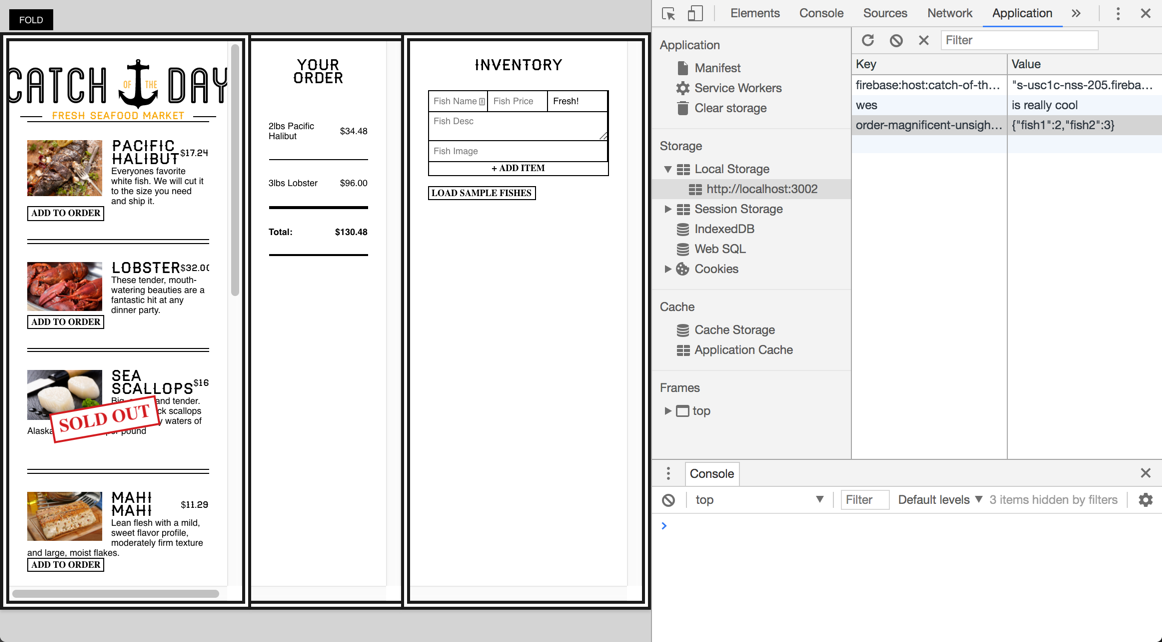 FOLD
CATCH OF THE DAY
FRESH SEAFOOD MARKET
PACIFIC
HALIBUT $17.24
Everyones favorite
white fish. We will cut it
to the size you need
and ship it.
ADD TO ORDER
LOBSTER $32.00
These tender, mouth-
watering beauties are a
fantastic hit at any
dinner party.
ADD TO ORDER
SEA
SCALLOPS $16
and tender.
scallops
waters of
Alaska
pound
SOLD OUT
MAHI
MAHI $11.29
Lean flesh with a mild,
sweet flavor profile,
moderately firm texture
and large, moist flakes.
ADD TO ORDER
YOUR
ORDER
2lbs Pacific
Halibut $34.48
3lbs Lobster $96.00
Total: $130.48
INVENTORY
Fish Name Fish Price Fresh!
Fish Desc
Fish Image
+ ADD ITEM
LOAD SAMPLE FISHES
Elements Console Sources Network Application »
Application
Manifest
Service Workers
Clear storage
Storage
Local Storage
http://localhost:3002
Session Storage
IndexedDB
Web SQL
Cookies
Cache
Cache Storage
Application Cache
Frames
top
Filter
Key Value
firebase:host:catch-of-th… "s-usc1c-nss-205.fireba…
wes is really cool
order-magnificent-unsigh… {"fish1":2,"fish2":3}
Console
top Filter Default levels 3 items hidden by filters